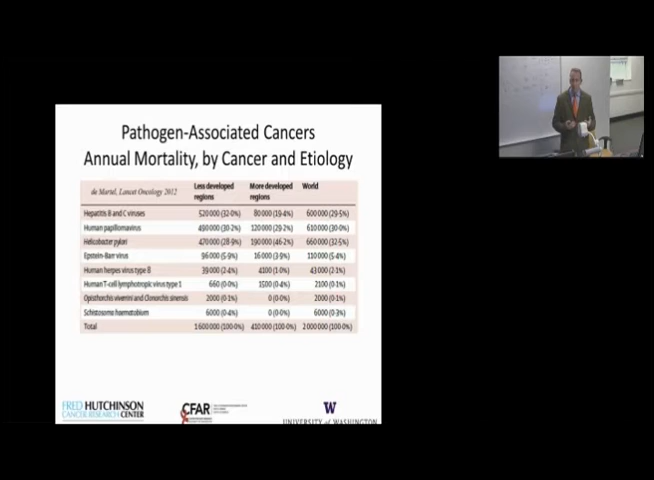 Pathogen-Associated Cancers
Annual Mortality, by Cancer and Etiology
de Martel, Lancet Oncology 2012
Less developed regions
More developed regions
World
Hepatitis B and C viruses 520 000 (32·0%) 80 000 (19·4%) 600 000 (29·5%)
Human papillomavirus 490 000 (30·2%) 120 000 (29·2%) 610 000 (30·0%)
Helicobacter pylori 470 000 (28·9%) 190 000 (46·2%) 660 000 (32·5%)
Epstein-Barr virus 96 000 (5·9%) 16 000 (3·9%) 110 000 (5·4%)
Human herpes virus type 8 39 000 (2·4%) 4100 (1·0%) 43 000 (2·1%)
Human T-cell lymphotropic virus type 1 660 (0·0%) 1500 (0·4%) 2100 (0·1%)
Opisthorchis viverrini and Clonorchis sinensis 2000 (0·1%) 0 (0·0%) 2000 (0·1%)
Schistosoma haematobium 6000 (0·4%) 0 (0·0%) 6000 (0·3%)
Total 1 600 000 (100·0%) 410 000 (100·0%) 2 000 000 (100·0%)
FRED HUTCHINSON
CANCER RESEARCH CENTER
CFAR
W
UNIVERSITY of WASHINGTON